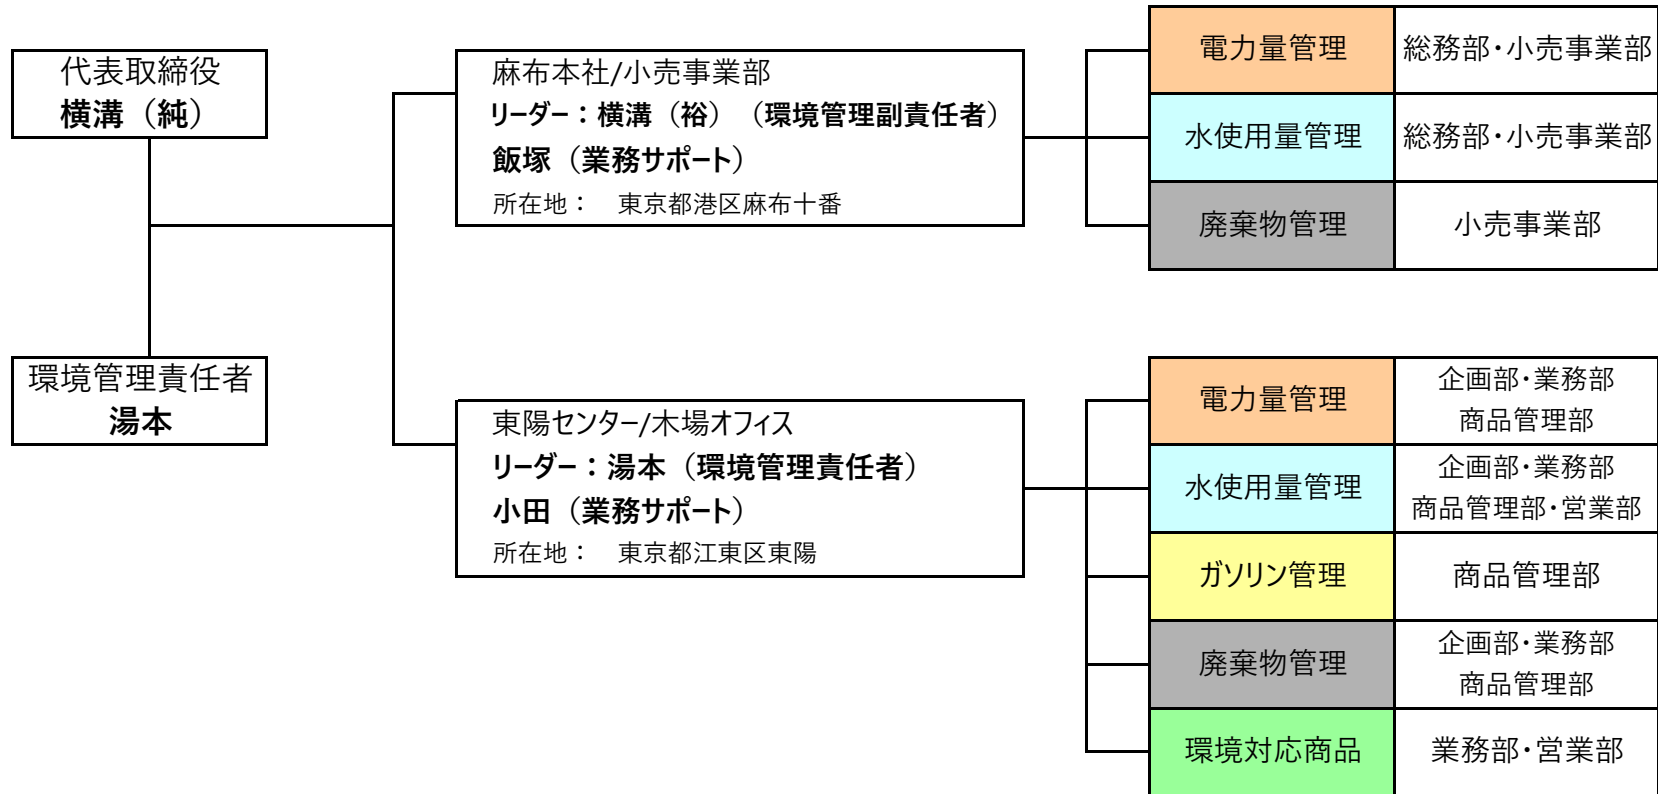 代表取締役
横溝（純）
環境管理責任者
湯本
麻布本社/小売事業部
リーダー：横溝（裕）（環境管理副責任者）
飯塚（業務サポート）
所在地：　東京都港区麻布十番
電力量管理
総務部・小売事業部
水使用量管理
総務部・小売事業部
廃棄物管理
小売事業部
東陽センター/木場オフィス
リーダー：湯本（環境管理責任者）
小田（業務サポート）
所在地：　東京都江東区東陽
電力量管理
企画部・業務部
商品管理部
水使用量管理
企画部・業務部
商品管理部・営業部
ガソリン管理
商品管理部
廃棄物管理
企画部・業務部
商品管理部
環境対応商品
業務部・営業部